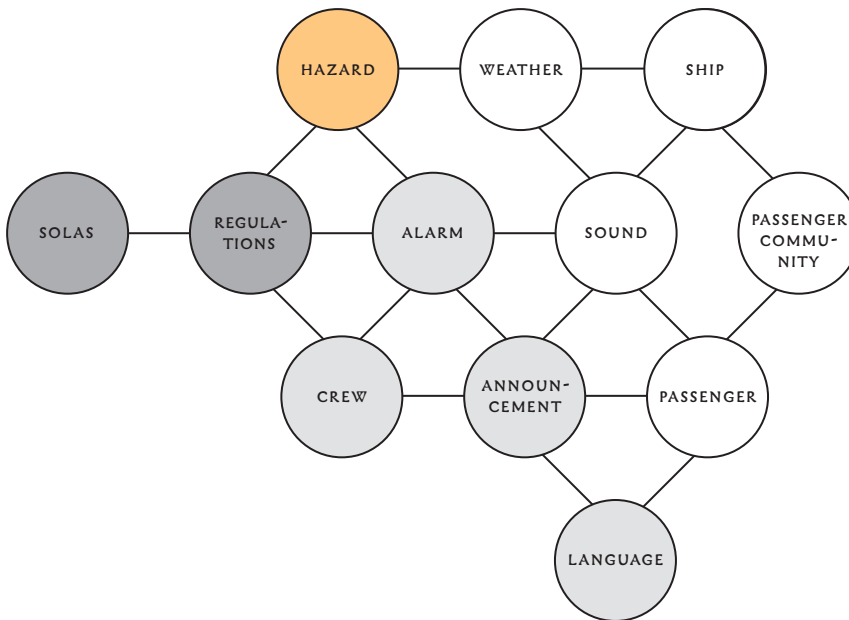 HAZARD
WEATHER
SHIP
SOLAS
REGULA-
TIONS
ALARM
SOUND
PASSENGER
COMMU-
NITY
CREW
ANNOUN-
CEMENT
PASSENGER
LANGUAGE